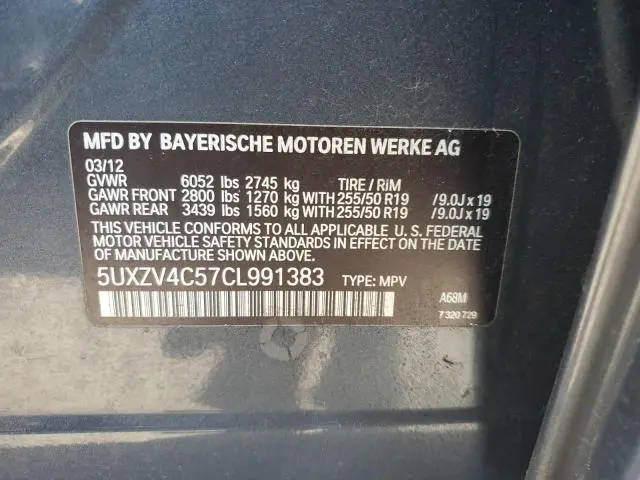 MFD BY BAYERISCHE MOTOREN WERKE AG
03/12
GVWR 6052 lbs 2745 kg TIRE / RIM
GAWR FRONT 2800 lbs 1270 kg WITH 255/50 R19 /9.0J x 19
GAWR REAR 3439 lbs 1560 kg WITH 255/50 R19 /9.0J x 19
THIS VEHICLE CONFORMS TO ALL APPLICABLE U. S. FEDERAL
MOTOR VEHICLE SAFETY STANDARDS IN EFFECT ON THE DATE
OF MANUFACTURE SHOWN ABOVE.
5UXZV4C57CL991383 TYPE: MPV
A68M
7 320 729